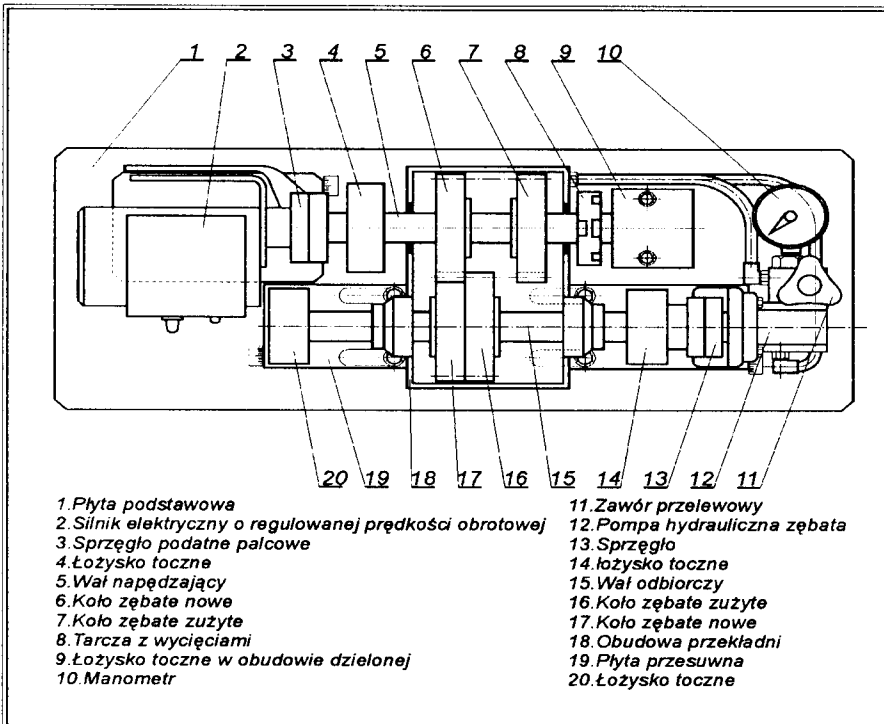 1 2 3 4 5 6 7 8 9 10
20 19 18 17 16 15 14 13 12 11
1.Płyta podstawowa
2.Silnik elektryczny o regulowanej prędkości obrotowej
3.Sprzęgło podatne palcowe
4.Łożysko toczne
5.Wał napędzający
6.Koło zębate nowe
7.Koło zębate zużyte
8.Tarcza z wycięciami
9.Łożysko toczne w obudowie dzielonej
10.Manometr
11.Zawór przelewowy
12.Pompa hydrauliczna zębata
13.Sprzęgło
14.łożysko toczne
15.Wał odbiorczy
16.Koło zębate zużyte
17.Koło zębate nowe
18.Obudowa przekładni
19.Płyta przesuwna
20.Łożysko toczne